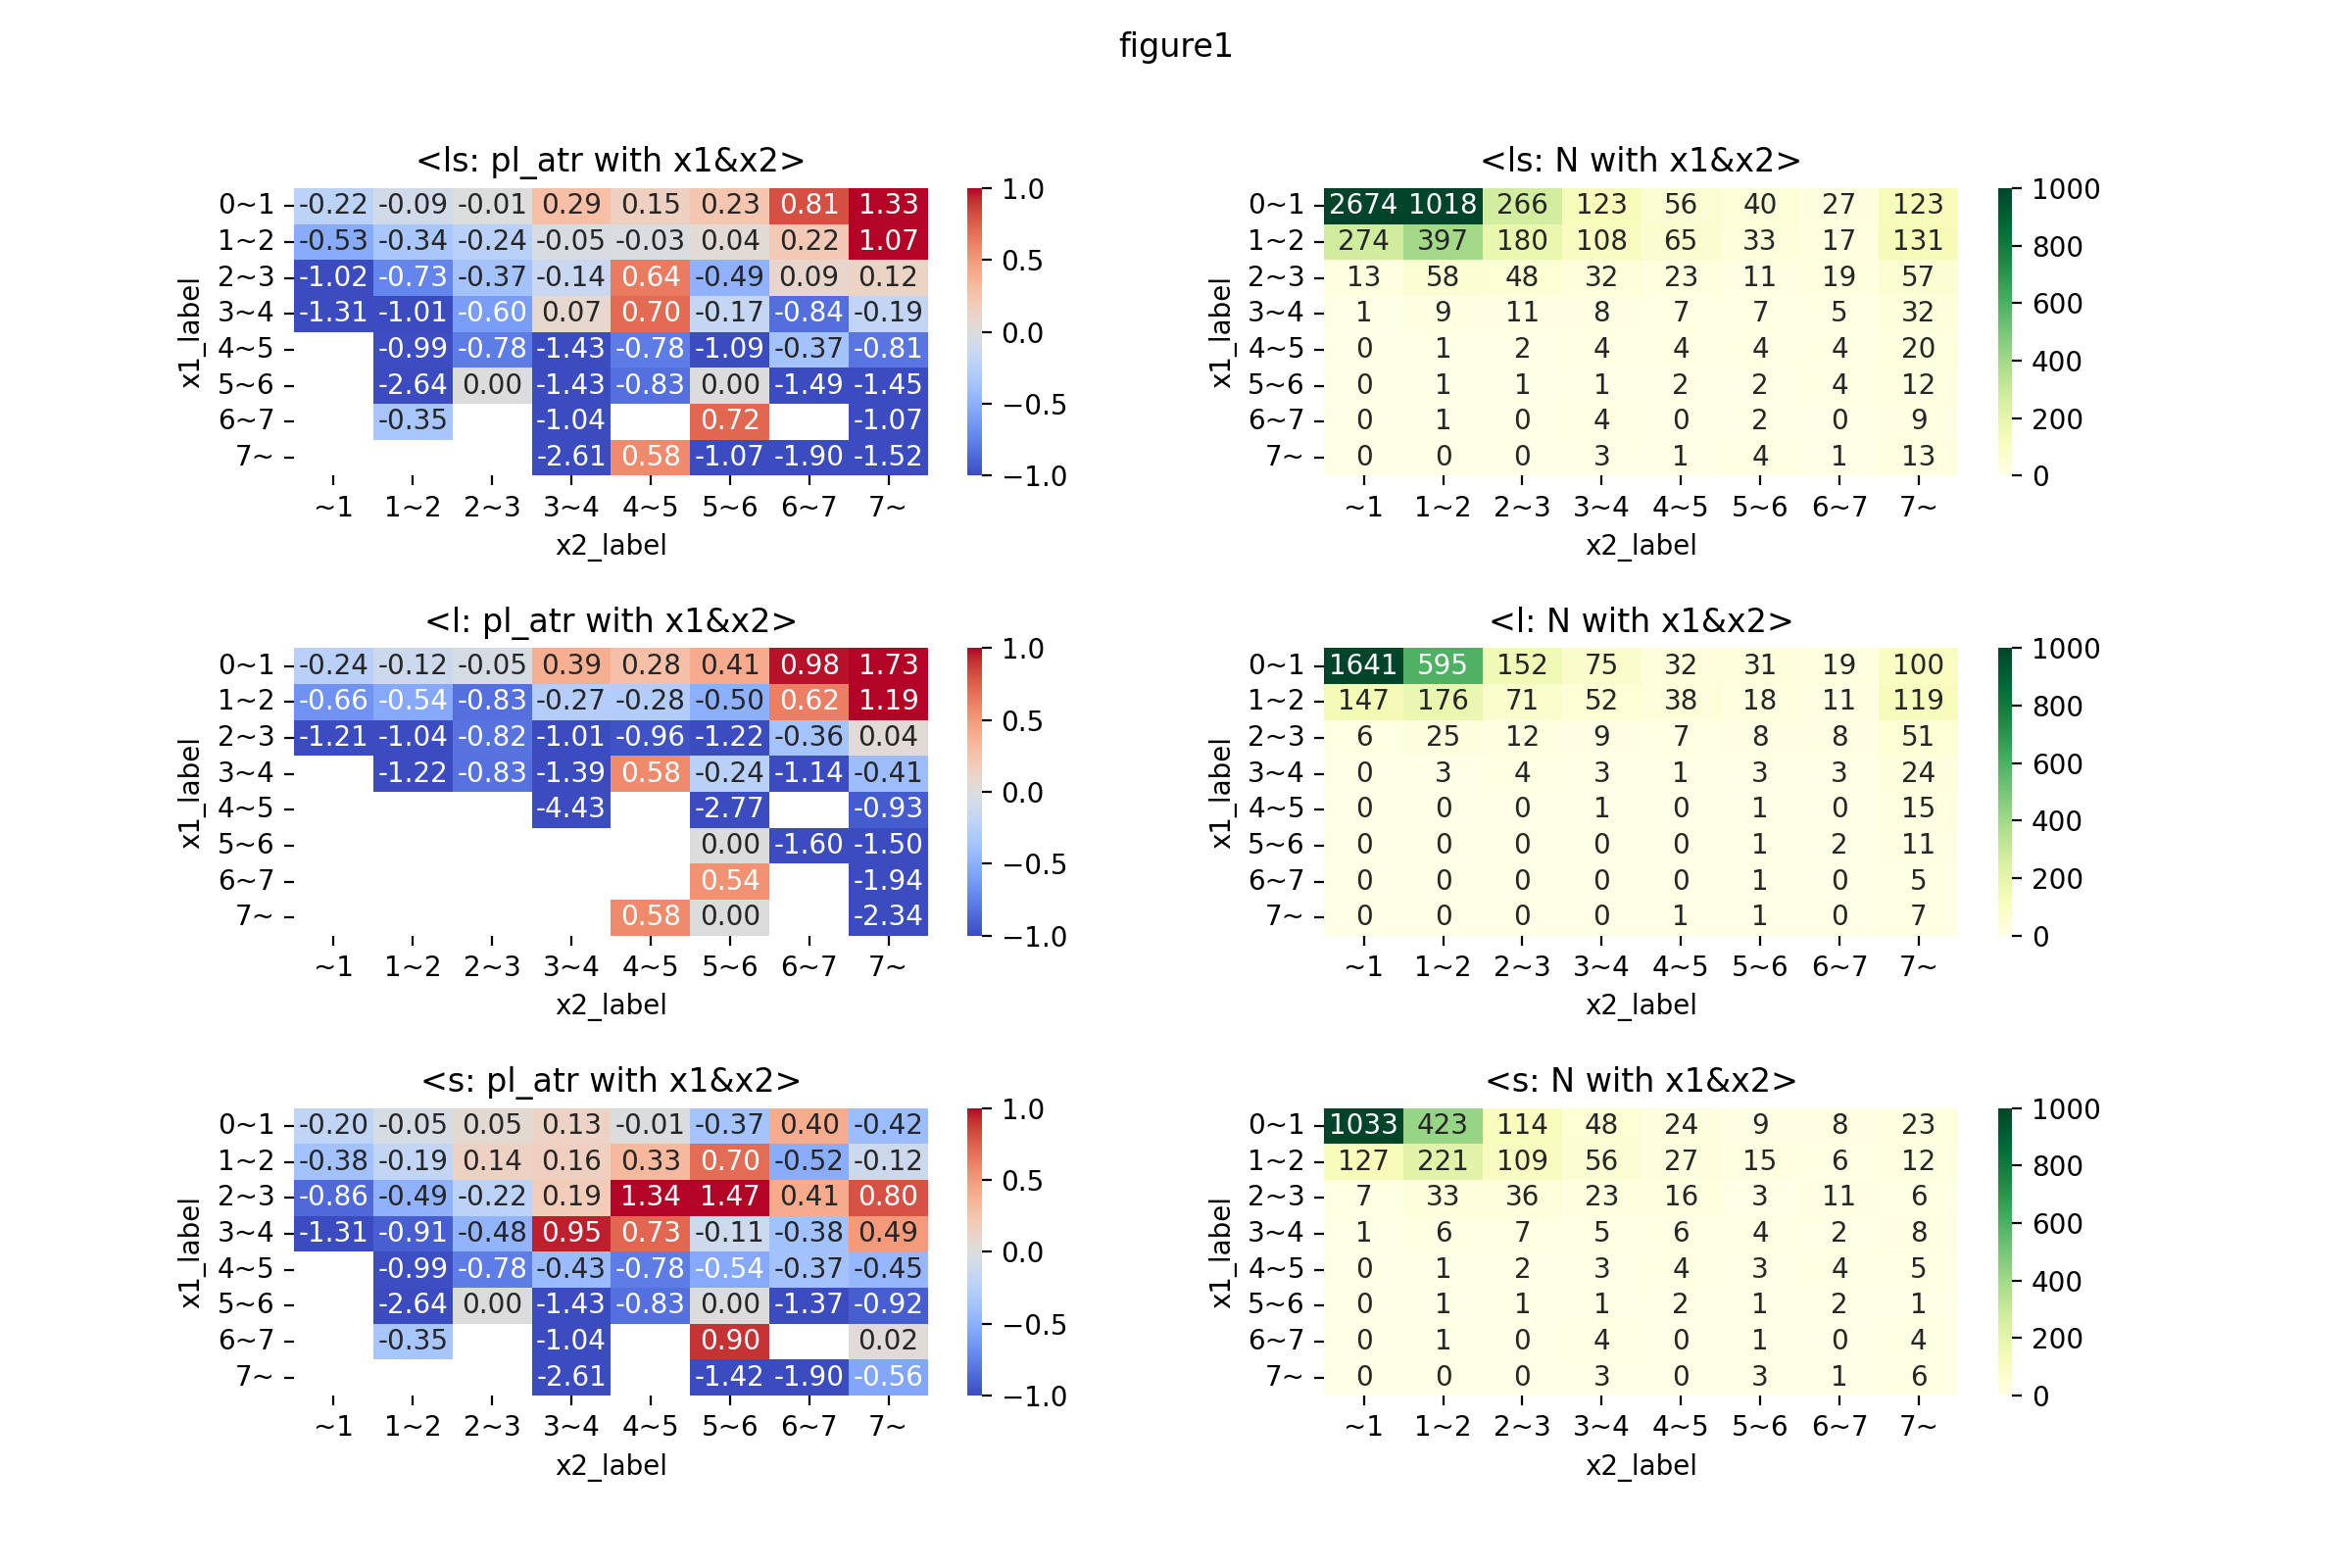 figure1
<ls: pl_atr with x1&x2>
x1_label
0~1 -0.22 -0.09 -0.01 0.29 0.15 0.23 0.81 1.33
1~2 -0.53 -0.34 -0.24 -0.05 -0.03 0.04 0.22 1.07
2~3 -1.02 -0.73 -0.37 -0.14 0.64 -0.49 0.09 0.12
3~4 -1.31 -1.01 -0.60 0.07 0.70 -0.17 -0.84 -0.19
4~5 -0.99 -0.78 -1.43 -0.78 -1.09 -0.37 -0.81
5~6 -2.64 0.00 -1.43 -0.83 0.00 -1.49 -1.45
6~7 -0.35 -1.04 0.72 -1.07
7~ -2.61 0.58 -1.07 -1.90 -1.52
~1 1~2 2~3 3~4 4~5 5~6 6~7 7~
x2_label
1.0
0.5
0.0
−0.5
−1.0
<ls: N with x1&x2>
x1_label
0~1 2674 1018 266 123 56 40 27 123
1~2 274 397 180 108 65 33 17 131
2~3 13 58 48 32 23 11 19 57
3~4 1 9 11 8 7 7 5 32
4~5 0 1 2 4 4 4 4 20
5~6 0 1 1 1 2 2 4 12
6~7 0 1 0 4 0 2 0 9
7~ 0 0 0 3 1 4 1 13
~1 1~2 2~3 3~4 4~5 5~6 6~7 7~
x2_label
1000
800
600
400
200
0
<l: pl_atr with x1&x2>
x1_label
0~1 -0.24 -0.12 -0.05 0.39 0.28 0.41 0.98 1.73
1~2 -0.66 -0.54 -0.83 -0.27 -0.28 -0.50 0.62 1.19
2~3 -1.21 -1.04 -0.82 -1.01 -0.96 -1.22 -0.36 0.04
3~4 -1.22 -0.83 -1.39 0.58 -0.24 -1.14 -0.41
4~5 -4.43 -2.77 -0.93
5~6 0.00 -1.60 -1.50
6~7 0.54 -1.94
7~ 0.58 0.00 -2.34
~1 1~2 2~3 3~4 4~5 5~6 6~7 7~
x2_label
1.0
0.5
0.0
−0.5
−1.0
<l: N with x1&x2>
x1_label
0~1 1641 595 152 75 32 31 19 100
1~2 147 176 71 52 38 18 11 119
2~3 6 25 12 9 7 8 8 51
3~4 0 3 4 3 1 3 3 24
4~5 0 0 0 1 0 1 0 15
5~6 0 0 0 0 0 1 2 11
6~7 0 0 0 0 0 1 0 5
7~ 0 0 0 0 1 1 0 7
~1 1~2 2~3 3~4 4~5 5~6 6~7 7~
x2_label
1000
800
600
400
200
0
<s: pl_atr with x1&x2>
x1_label
0~1 -0.20 -0.05 0.05 0.13 -0.01 -0.37 0.40 -0.42
1~2 -0.38 -0.19 0.14 0.16 0.33 0.70 -0.52 -0.12
2~3 -0.86 -0.49 -0.22 0.19 1.34 1.47 0.41 0.80
3~4 -1.31 -0.91 -0.48 0.95 0.73 -0.11 -0.38 0.49
4~5 -0.99 -0.78 -0.43 -0.78 -0.54 -0.37 -0.45
5~6 -2.64 0.00 -1.43 -0.83 0.00 -1.37 -0.92
6~7 -0.35 -1.04 0.90 0.02
7~ -2.61 -1.42 -1.90 -0.56
~1 1~2 2~3 3~4 4~5 5~6 6~7 7~
x2_label
1.0
0.5
0.0
−0.5
−1.0
<s: N with x1&x2>
x1_label
0~1 1033 423 114 48 24 9 8 23
1~2 127 221 109 56 27 15 6 12
2~3 7 33 36 23 16 3 11 6
3~4 1 6 7 5 6 4 2 8
4~5 0 1 2 3 4 3 4 5
5~6 0 1 1 1 2 1 2 1
6~7 0 1 0 4 0 1 0 4
7~ 0 0 0 3 0 3 1 6
~1 1~2 2~3 3~4 4~5 5~6 6~7 7~
x2_label
1000
800
600
400
200
0